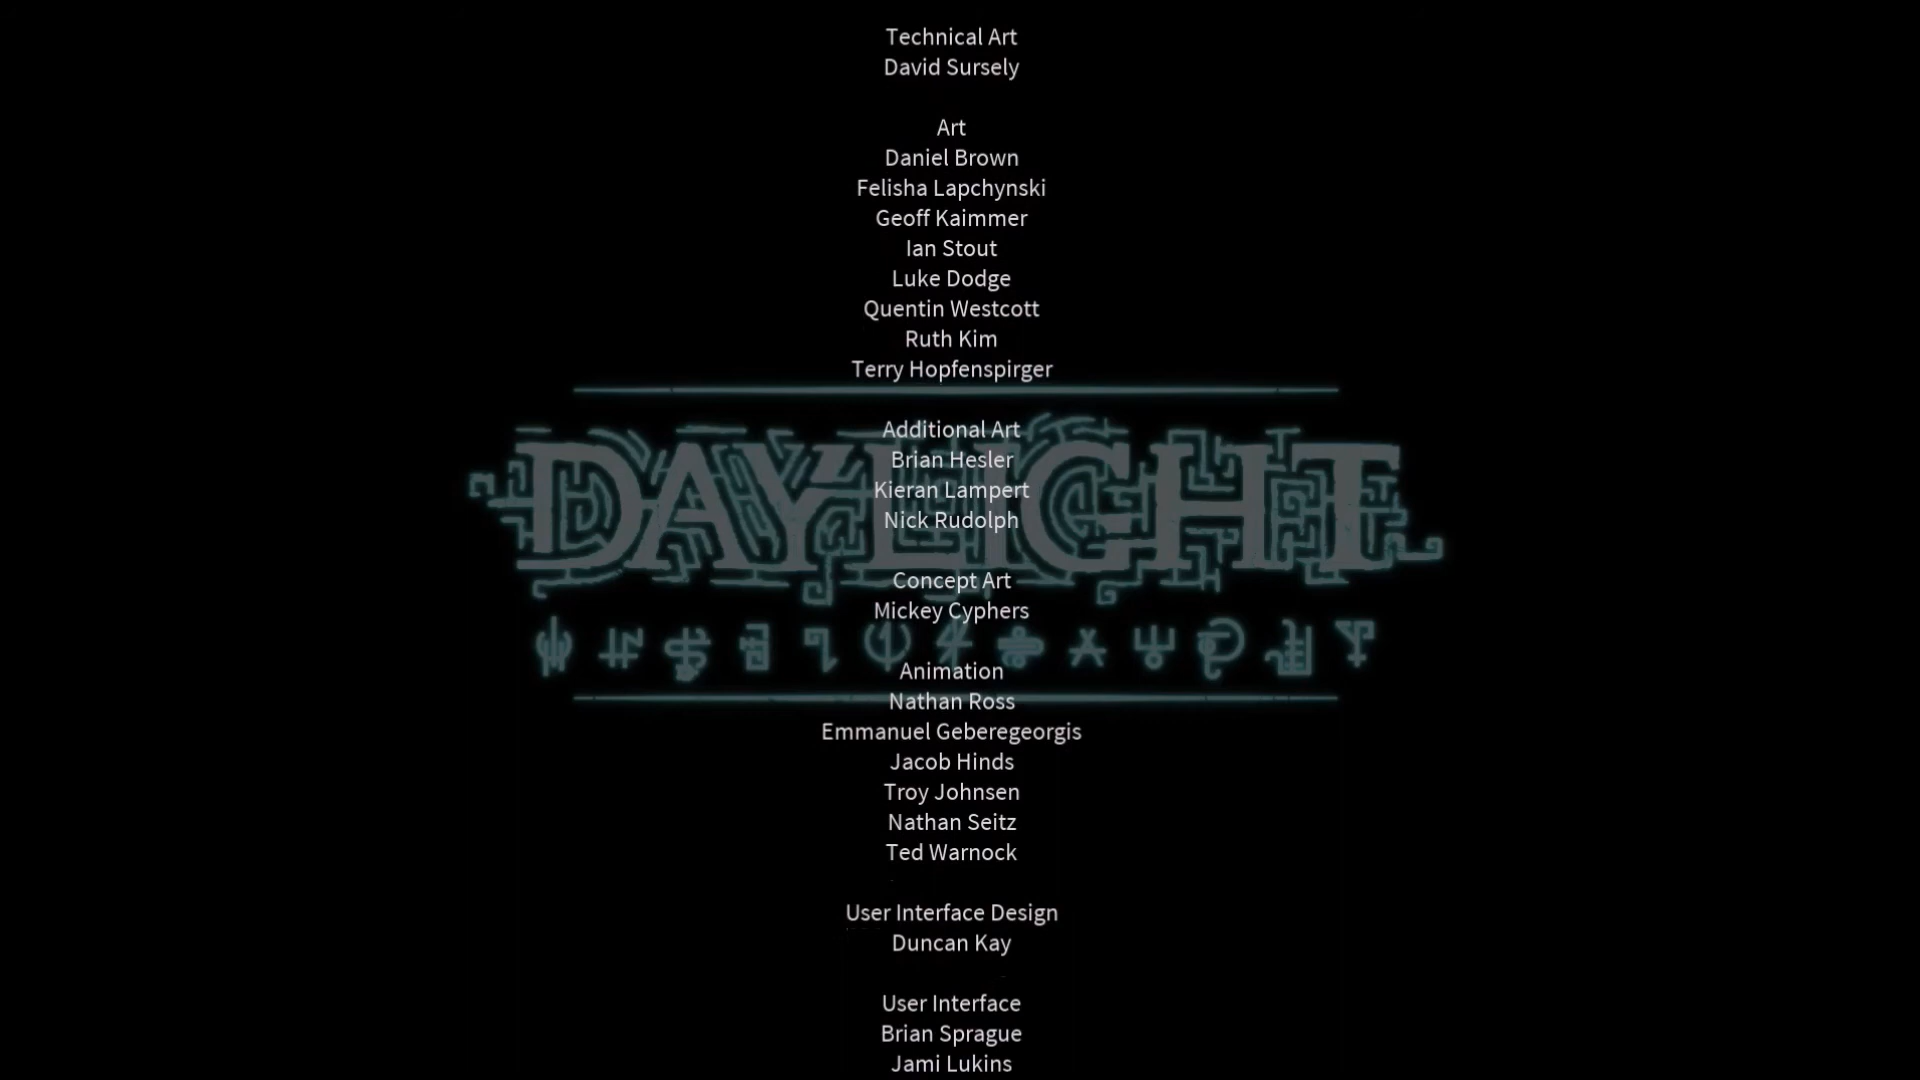 Technical Art
David Sursely
Art
Daniel Brown
Felisha Lapchynski
Geoff Kaimmer
Ian Stout
Luke Dodge
Quentin Westcott
Ruth Kim
Terry Hopfenspirger
Additional Art
Brian Hesler
Kieran Lampert
Nick Rudolph
DAYLIGHT
Concept Art
Mickey Cyphers
Animation
Nathan Ross
Emmanuel Geberegeorgis
Jacob Hinds
Troy Johnsen
Nathan Seitz
Ted Warnock
User Interface Design
Duncan Kay
User Interface
Brian Sprague
Jami Lukins